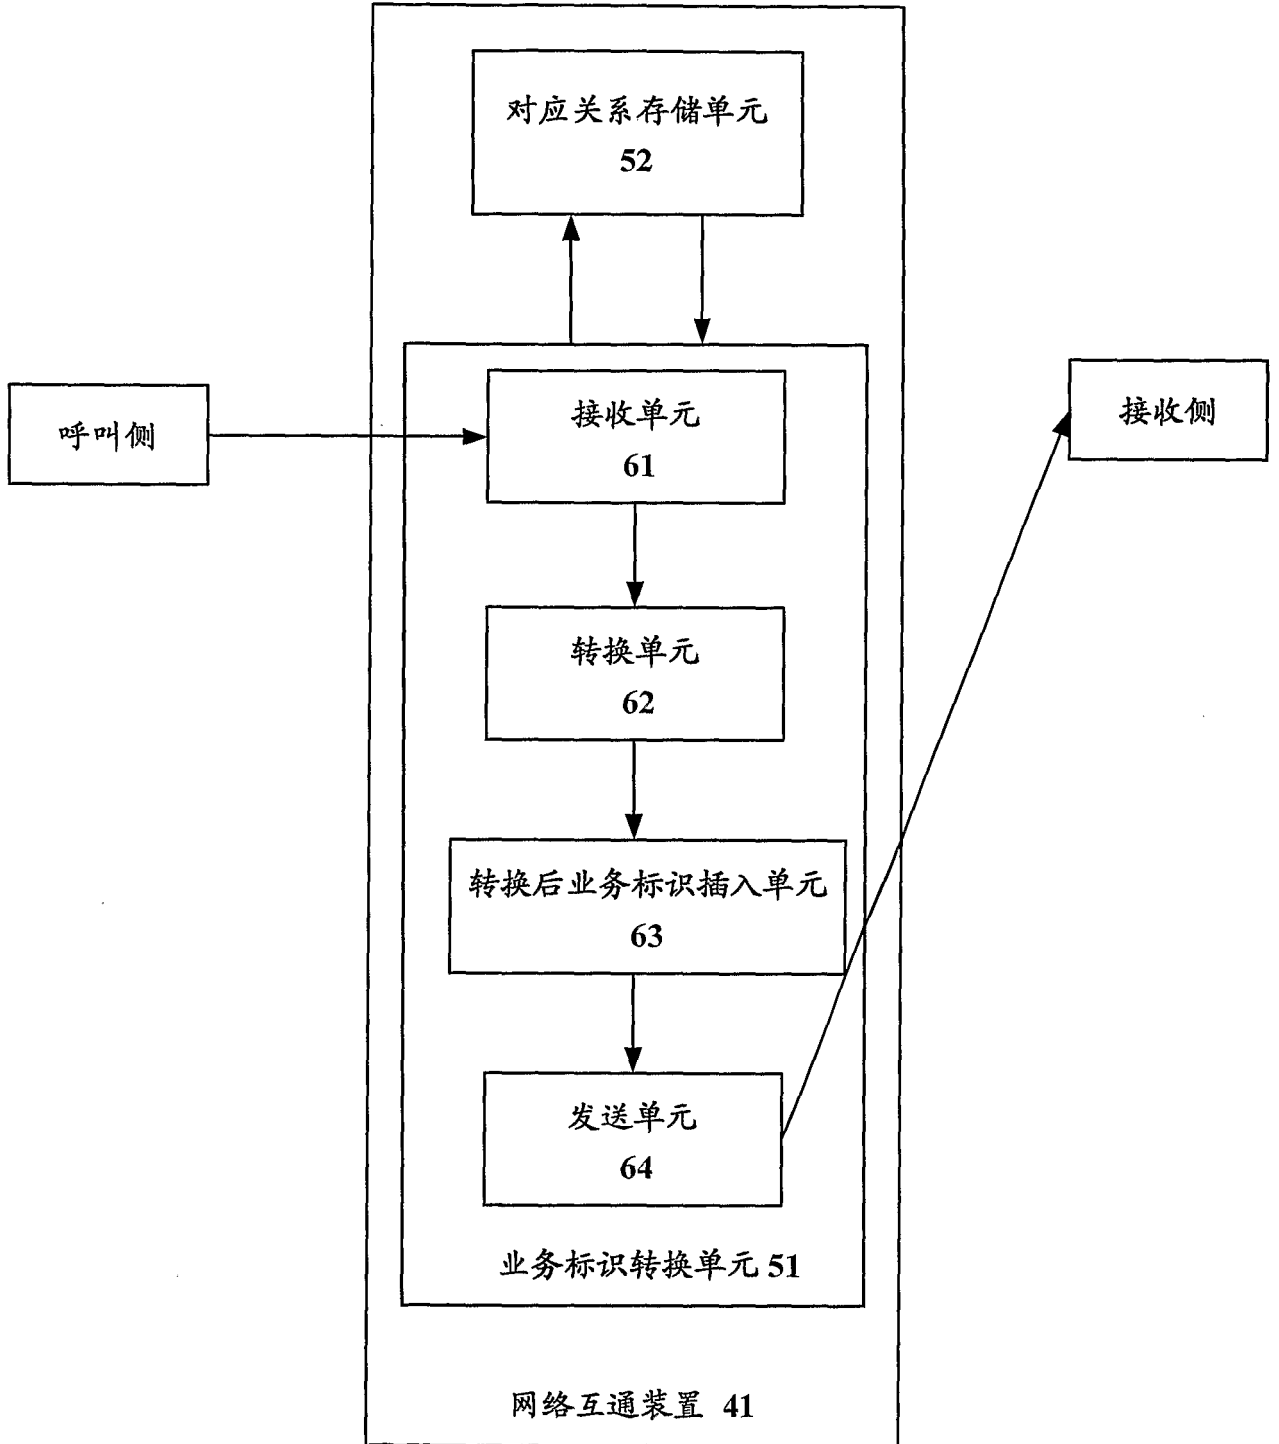 对应关系存储单元
52
呼叫侧
接收单元
61
接收侧
转换单元
62
转换后业务标识插入单元
63
发送单元
64
业务标识转换单元 51
网络互通装置 41